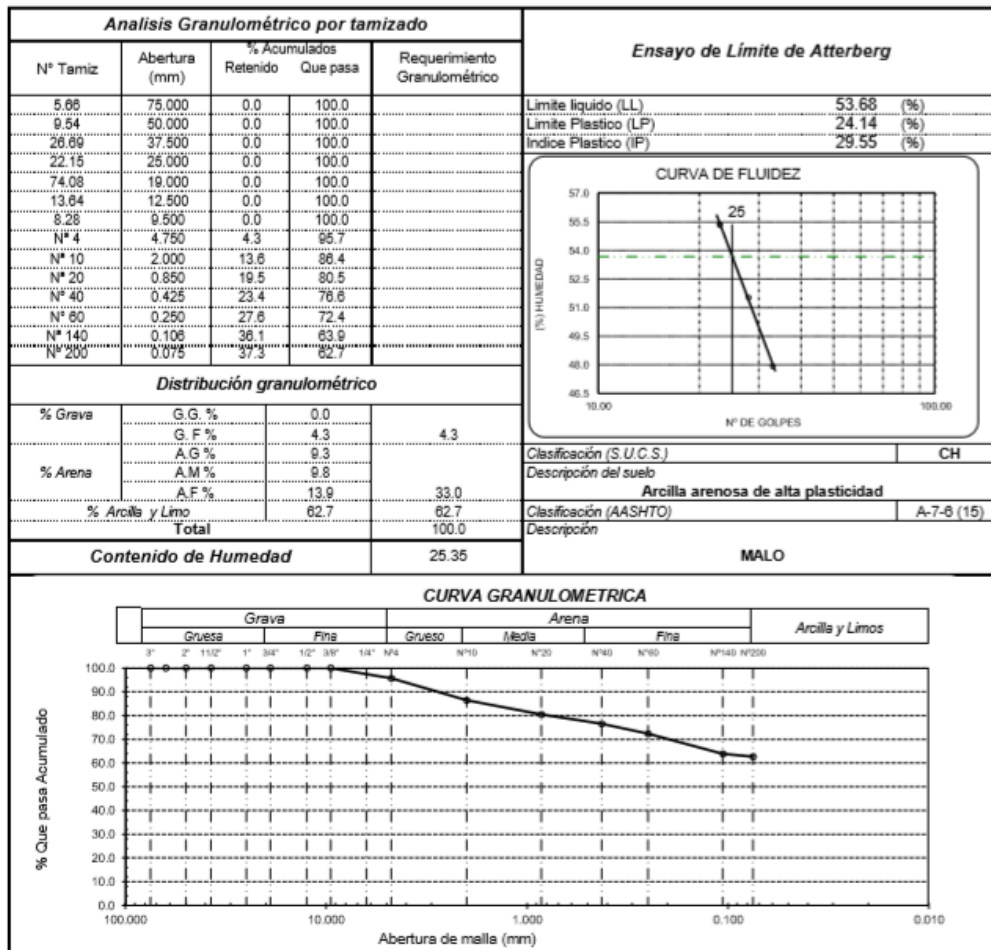 Analisis Granulométrico por tamizado
N° Tamiz Abertura (mm) % Acumulados Retenido Que pasa Requerimiento Granulométrico
5.66 75.000 0.0 100.0
9.54 50.000 0.0 100.0
26.69 37.500 0.0 100.0
22.15 25.000 0.0 100.0
74.08 19.000 0.0 100.0
13.64 12.500 0.0 100.0
8.28 9.500 0.0 100.0
N° 4 4.750 4.3 95.7
N° 10 2.000 13.6 86.4
N° 20 0.850 19.5 80.5
N° 40 0.425 23.4 76.6
N° 60 0.250 27.6 72.4
N° 140 0.106 36.1 63.9
N° 200 0.075 37.3 62.7
Distribución granulométrico
% Grava G.G. % 0.0
G. F % 4.3 4.3
A.G % 9.3
% Arena A.M % 9.8
A.F % 13.9 33.0
% Arcilla y Limo 62.7 62.7
Total 100.0
Contenido de Humedad 25.35
Ensayo de Límite de Atterberg
Limite liquido (LL) 53.68 (%)
Limite Plastico (LP) 24.14 (%)
Indice Plastico (IP) 29.55 (%)
CURVA DE FLUIDEZ
25
57.0
55.5
54.0
52.5
51.0
49.5
48.0
46.5
(%) HUMEDAD
10.00 100.00
N° DE GOLPES
Clasificación (S.U.C.S.) CH
Descripción del suelo
Arcilla arenosa de alta plasticidad
Clasificación (AASHTO) A-7-6 (15)
Descripción
MALO
CURVA GRANULOMETRICA
Grava Arena Arcilla y Limos
Gruesa Fina Grueso Media Fina
3" 2" 11/2" 1" 3/4" 1/2" 3/8" 1/4" N°4 N°10 N°20 N°40 N°60 N°140 N°200
100.0
90.0
80.0
70.0
60.0
50.0
40.0
30.0
20.0
10.0
0.0
% Que pasa Acumulado
100.000 10.000 1.000 0.100 0.010
Abertura de malla (mm)